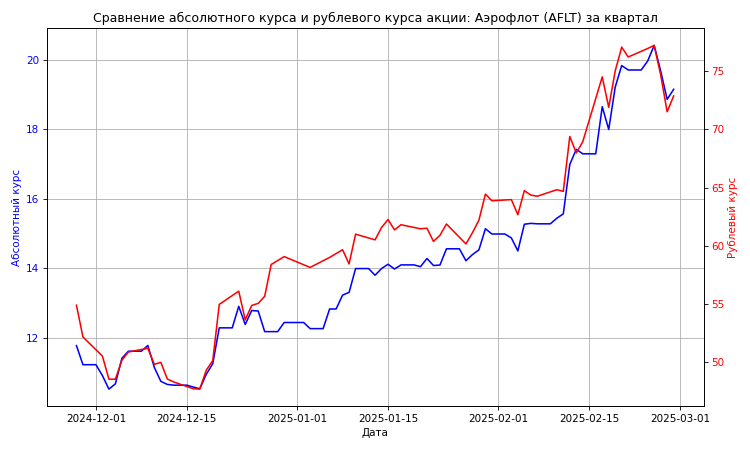 Сравнение абсолютного курса и рублевого курса акции: Аэрофлот (AFLT) за квартал
Абсолютный курс
20
18
16
14
12
75
70
65
60
55
50
Рублевый курс
2024-12-01 2024-12-15 2025-01-01 2025-01-15 2025-02-01 2025-02-15 2025-03-01
Дата